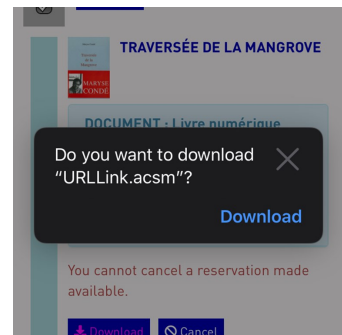 TRAVERSÉE DE LA MANGROVE
MARYSE
CONDÉ
DOCUMENT : Livre numérique
Do you want to download
“URLLink.acsm”?
Download
You cannot cancel a reservation made
available.
Download Cancel